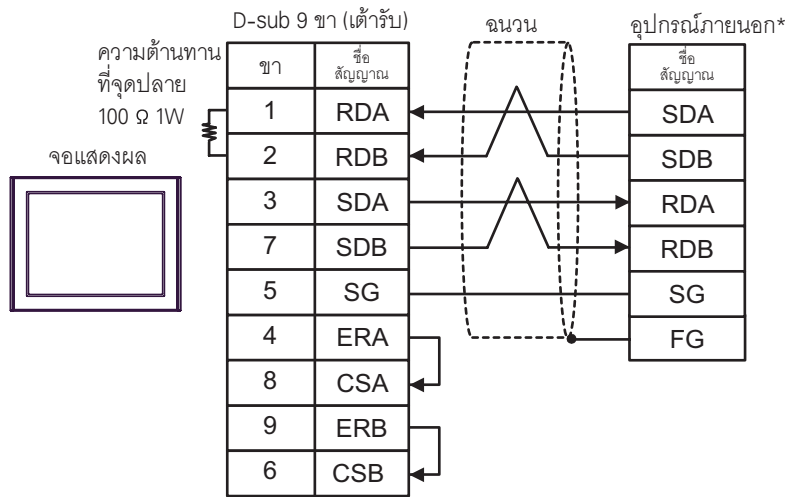 D-sub 9 ขา (เต้ารับ)
ฉนวน
อุปกรณ์ภายนอก*
ความต้านทาน
ที่จุดปลาย
100 Ω 1W
จอแสดงผล
ขา
ชื่อ
สัญญาณ
1 RDA
2 RDB
3 SDA
7 SDB
5 SG
4 ERA
8 CSA
9 ERB
6 CSB
ชื่อ
สัญญาณ
SDA
SDB
RDA
RDB
SG
FG